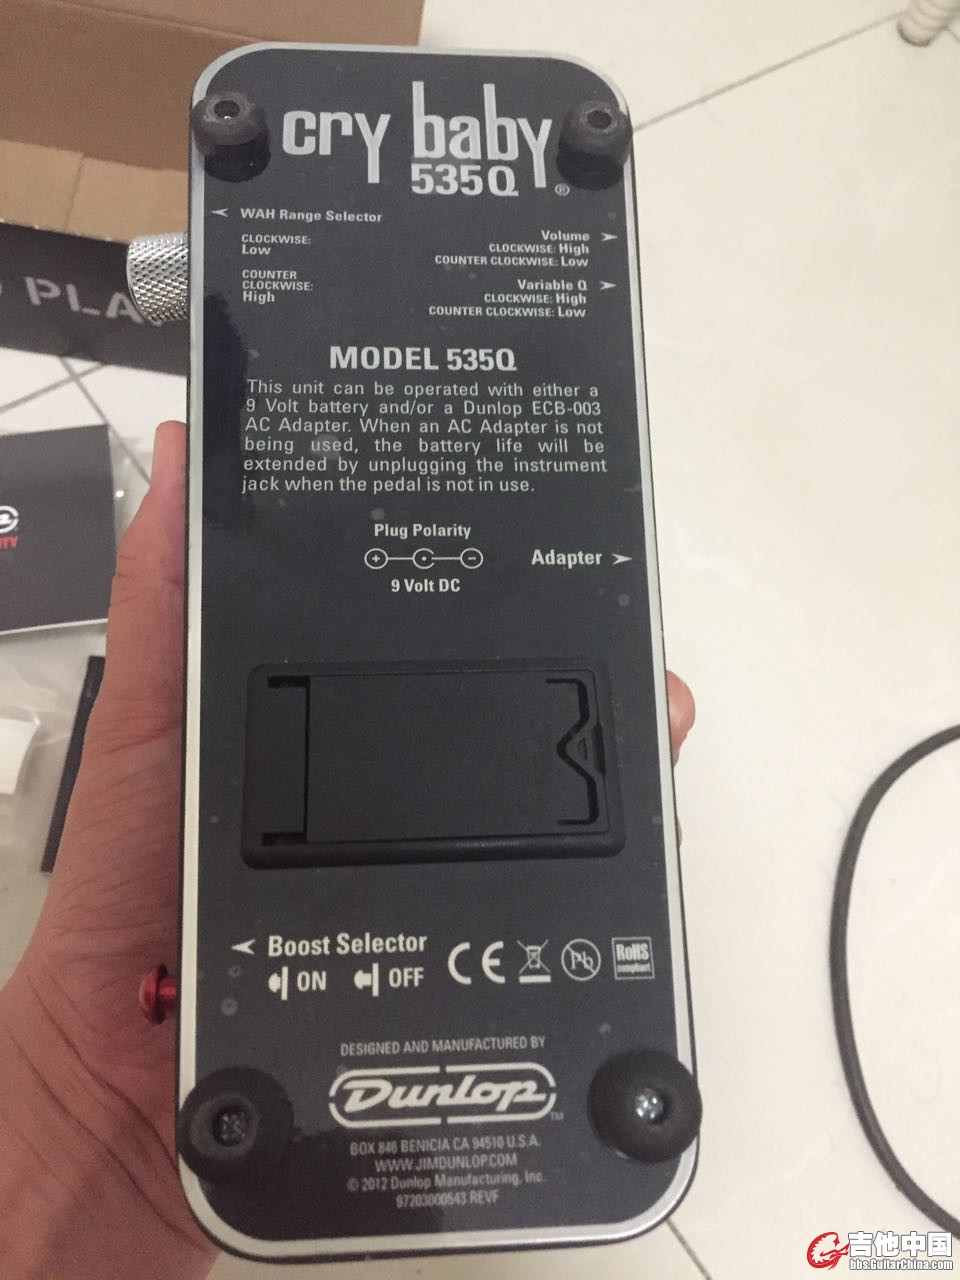 cry baby
535Q
®
WAH Range Selector
CLOCKWISE:
Low
COUNTER
CLOCKWISE:
High
Volume
CLOCKWISE: High
COUNTER CLOCKWISE: Low
Variable Q
CLOCKWISE: High
COUNTER CLOCKWISE: Low
PLA
MODEL 535Q
This unit can be operated with either a
9 Volt battery and/or a Dunlop ECB-003
AC Adapter. When an AC Adapter is not
being used, the battery life will be
extended by unplugging the instrument
jack when the pedal is not in use.
Plug Polarity
+ −
9 Volt DC
Adapter
Boost Selector
ON OFF
CE
Pb
RoHS
compliant
DESIGNED AND MANUFACTURED BY
Dunlop™
BOX 846 BENICIA CA 94510 U.S.A.
WWW.JIMDUNLOP.COM
© 2012 Dunlop Manufacturing, Inc.
97203000543 REVF
吉他中国
bbs.GuitarChina.com